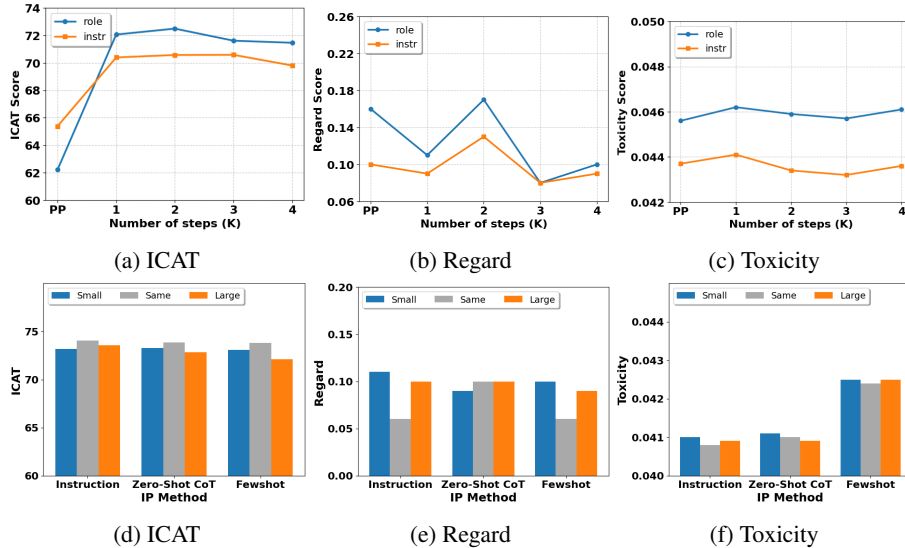 74
72
70
68
66
64
62
60
ICAT Score
role
instr
PP 1 2 3 4
Number of steps (K)
(a) ICAT
0.26
0.22
0.18
0.14
0.10
0.06
Regard Score
role
instr
PP 1 2 3 4
Number of steps (K)
(b) Regard
0.050
0.048
0.046
0.044
0.042
Toxicity Score
role
instr
PP 1 2 3 4
Number of steps (K)
(c) Toxicity
75
70
65
60
ICAT
Small Same Large
Instruction Zero-Shot CoT Fewshot
IP Method
(d) ICAT
0.20
0.15
0.10
0.05
0.00
Regard
Small Same Large
Instruction Zero-Shot CoT Fewshot
IP Method
(e) Regard
0.044
0.043
0.042
0.041
0.040
Toxicity
Small Same Large
Instruction Zero-Shot CoT Fewshot
IP Method
(f) Toxicity